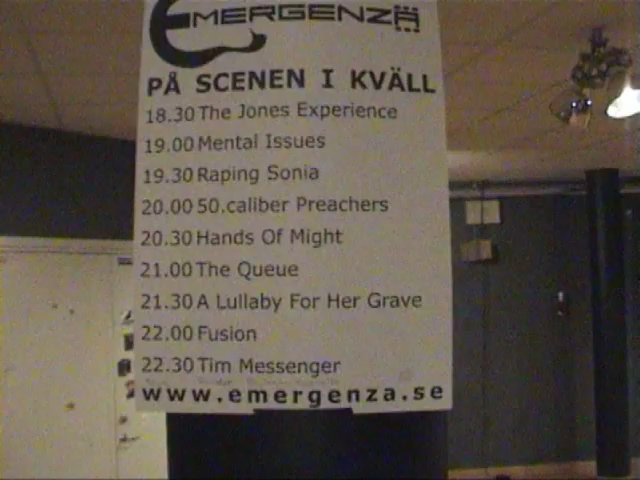 EMERGENZA
PÅ SCENEN I KVÄLL
18.30 The Jones Experience
19.00 Mental Issues
19.30 Raping Sonia
20.00 50.caliber Preachers
20.30 Hands Of Might
21.00 The Queue
21.30 A Lullaby For Her Grave
22.00 Fusion
22.30 Tim Messenger
www.emergenza.se